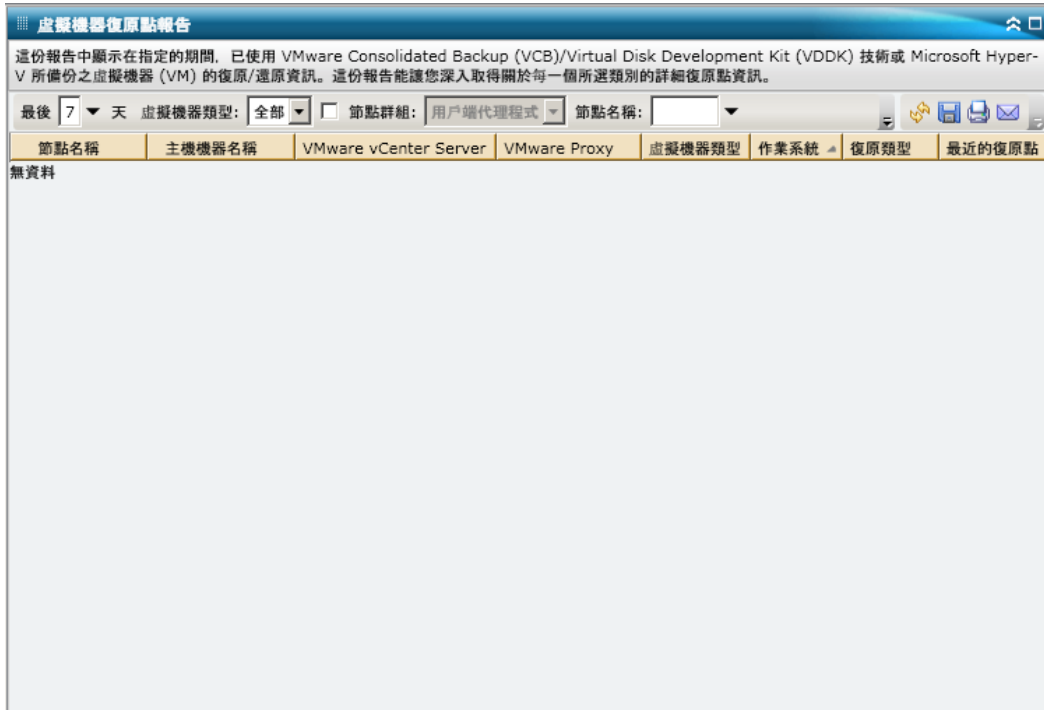 虛擬機器復原點報告
這份報告中顯示在指定的期間，已使用 VMware Consolidated Backup (VCB)/Virtual Disk Development Kit (VDDK) 技術或 Microsoft Hyper-
V 所備份之虛擬機器 (VM) 的復原/還原資訊。這份報告能讓您深入取得關於每一個所選類別的詳細復原點資訊。
最後 7 天 虛擬機器類型: 全部 節點群組: 用戶端代理程式 節點名稱:
節點名稱 主機機器名稱 VMware vCenter Server VMware Proxy 虛擬機器類型 作業系統 復原類型 最近的復原點
無資料